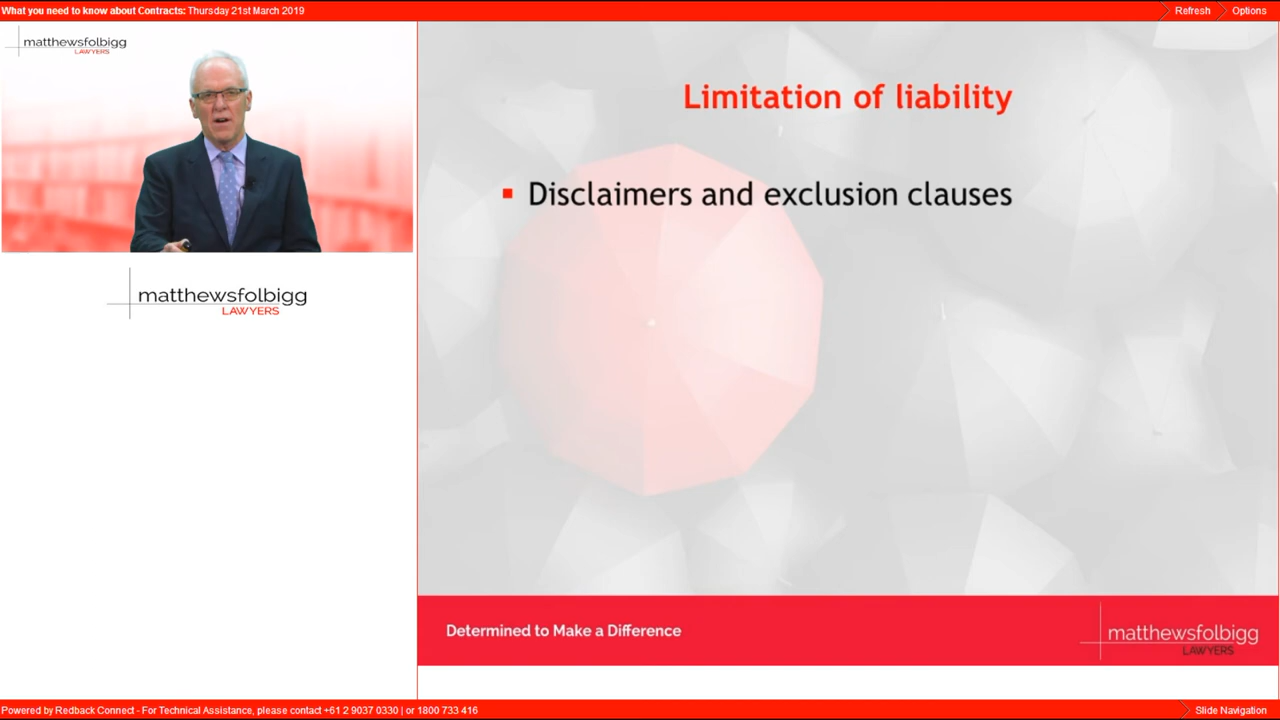 What you need to know about Contracts: Thursday 21st March 2019
Refresh
Options
matthewsfolbigg
LAWYERS
matthewsfolbigg
LAWYERS
Limitation of liability
Disclaimers and exclusion clauses
Determined to Make a Difference
matthewsfolbigg
LAWYERS
Powered by Redback Connect - For Technical Assistance, please contact +61 2 9037 0330 | or 1800 733 416
Slide Navigation